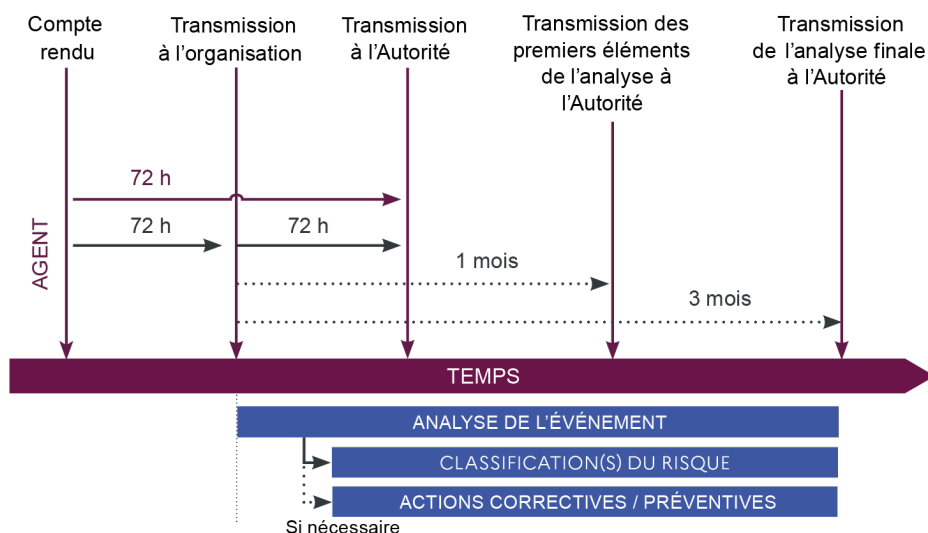 Compte
rendu
Transmission
à l’organisation
Transmission
à l’Autorité
Transmission des
premiers éléments
de l’analyse à
l’Autorité
Transmission
de l’analyse finale
à l’Autorité
72 h
72 h
72 h
AGENT
1 mois
3 mois
TEMPS
ANALYSE DE L’ÉVÉNEMENT
CLASSIFICATION(S) DU RISQUE
ACTIONS CORRECTIVES / PRÉVENTIVES
Si nécessaire